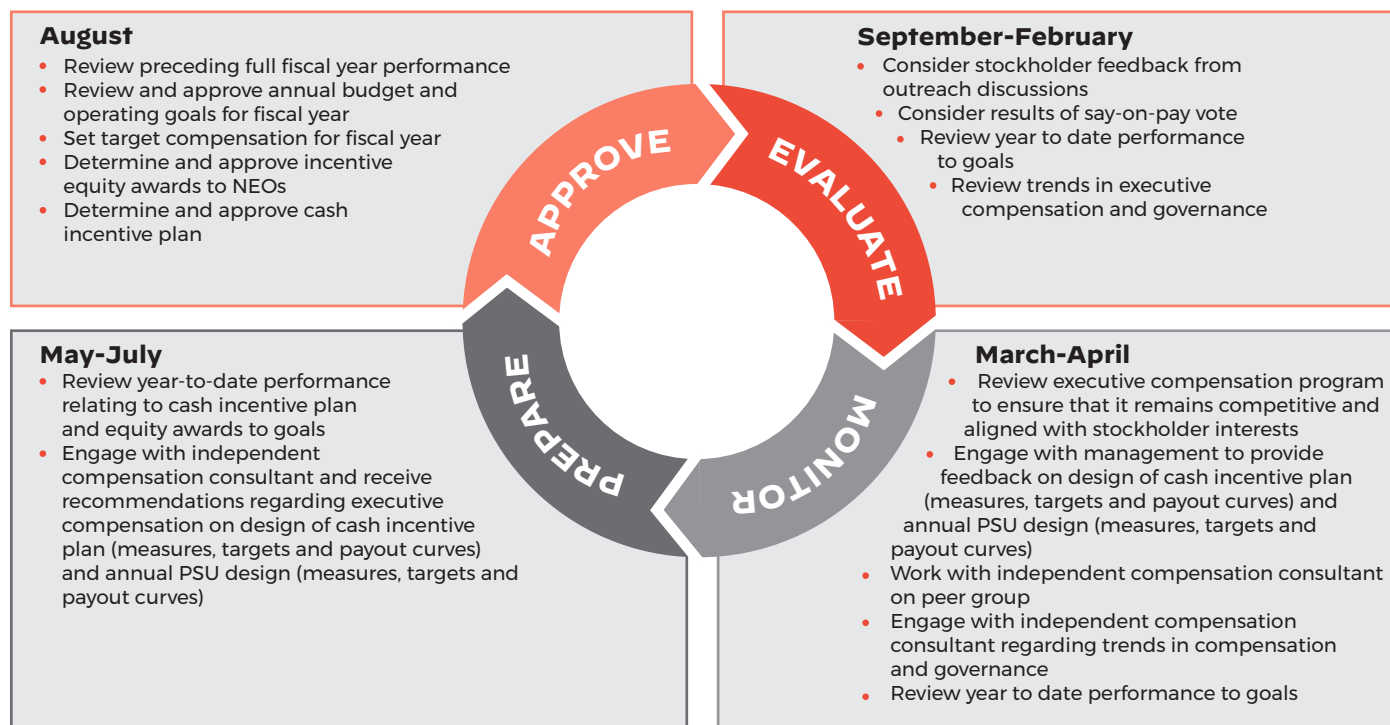 August
• Review preceding full fiscal year performance
• Review and approve annual budget and
operating goals for fiscal year
• Set target compensation for fiscal year
• Determine and approve incentive
equity awards to NEOs
• Determine and approve cash
incentive plan
APPROVE
September-February
• Consider stockholder feedback from
outreach discussions
• Consider results of say-on-pay vote
• Review year to date performance
to goals
• Review trends in executive
compensation and governance
EVALUATE
May-July
• Review year-to-date performance
relating to cash incentive plan
and equity awards to goals
• Engage with independent
compensation consultant and receive
recommendations regarding executive
compensation on design of cash incentive
plan (measures, targets and payout curves)
and annual PSU design (measures, targets and
payout curves)
PREPARE
March-April
• Review executive compensation program
to ensure that it remains competitive and
aligned with stockholder interests
• Engage with management to provide
feedback on design of cash incentive plan
(measures, targets and payout curves) and
annual PSU design (measures, targets and
payout curves)
• Work with independent compensation consultant
on peer group
• Engage with independent compensation
consultant regarding trends in compensation
and governance
• Review year to date performance to goals
MONITOR